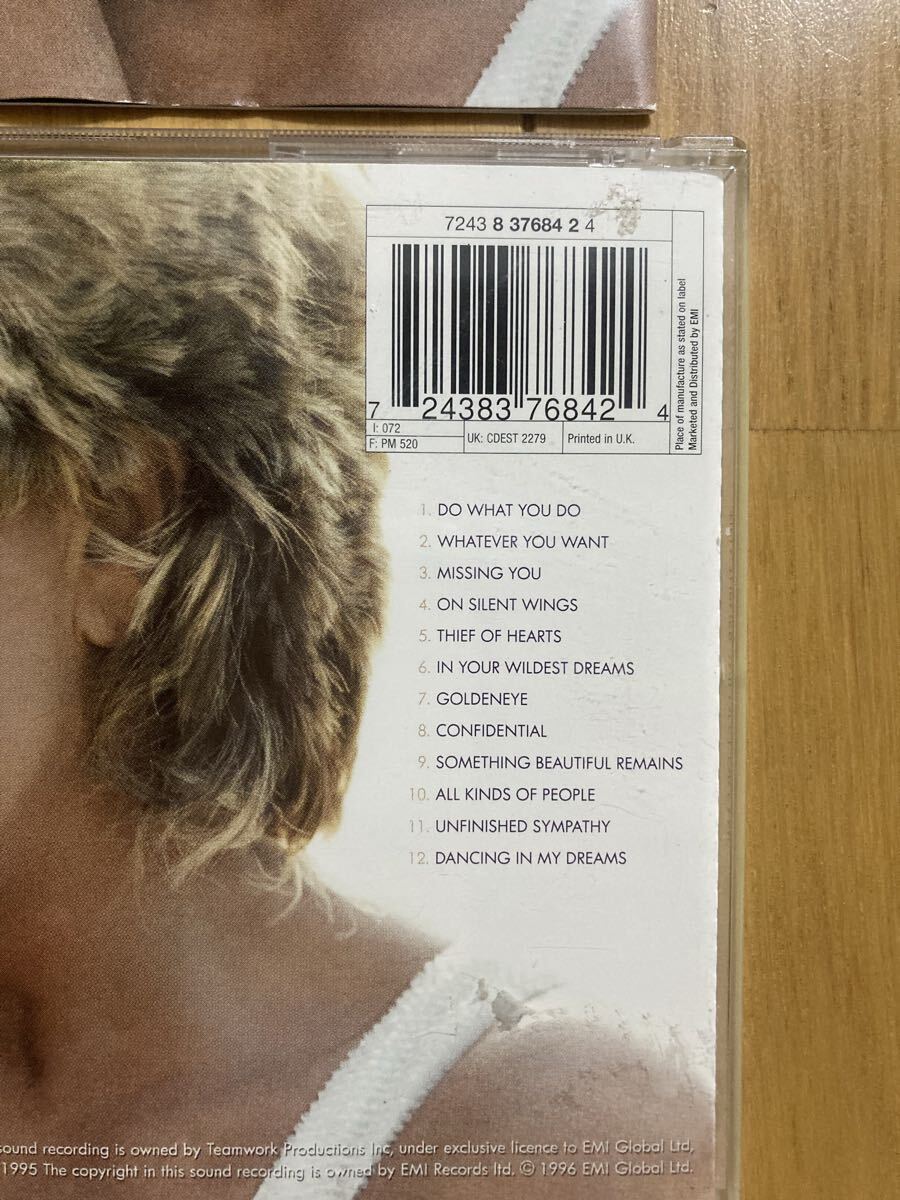 7243 8 37684 2 4
7 24383 76842 4
I: 072
F: PM 520
UK: CDEST 2279
Printed in U.K.
Place of manufacture as stated on label
Marketed and Distributed by EMI
1. DO WHAT YOU DO
2. WHATEVER YOU WANT
3. MISSING YOU
4. ON SILENT WINGS
5. THIEF OF HEARTS
6. IN YOUR WILDEST DREAMS
7. GOLDENEYE
8. CONFIDENTIAL
9. SOMETHING BEAUTIFUL REMAINS
10. ALL KINDS OF PEOPLE
11. UNFINISHED SYMPATHY
12. DANCING IN MY DREAMS
sound recording is owned by Teamwork Productions Inc, under exclusive licence to EMI Global Ltd,
1995 The copyright in this sound recording is owned by EMI Records ltd. © 1996 EMI Global Ltd.